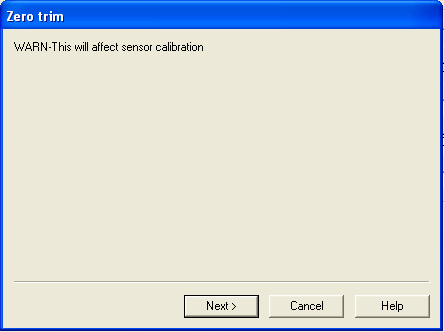 Zero trim
WARN-This will affect sensor calibration
Next >
Cancel
Help